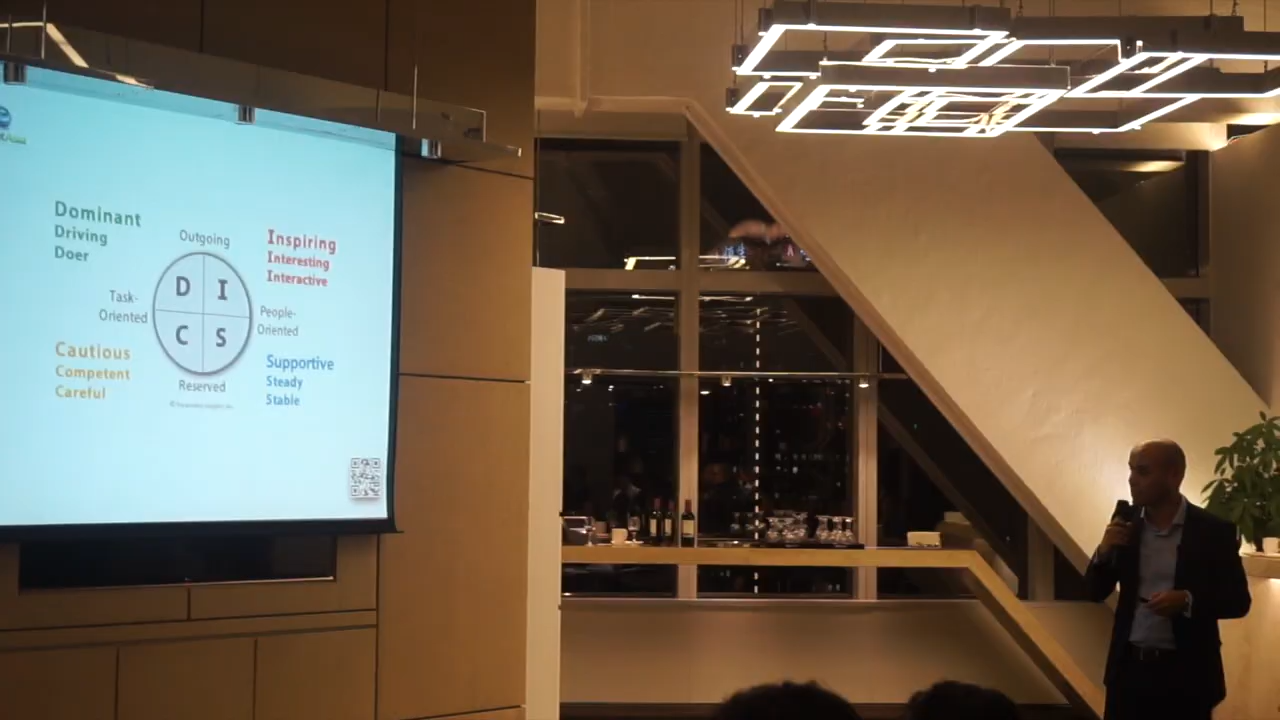 Dominant
Driving
Doer
Outgoing
Inspiring
Interesting
Interactive
Task-
Oriented
D I
C S
People-
Oriented
Cautious
Competent
Careful
Reserved
Supportive
Steady
Stable